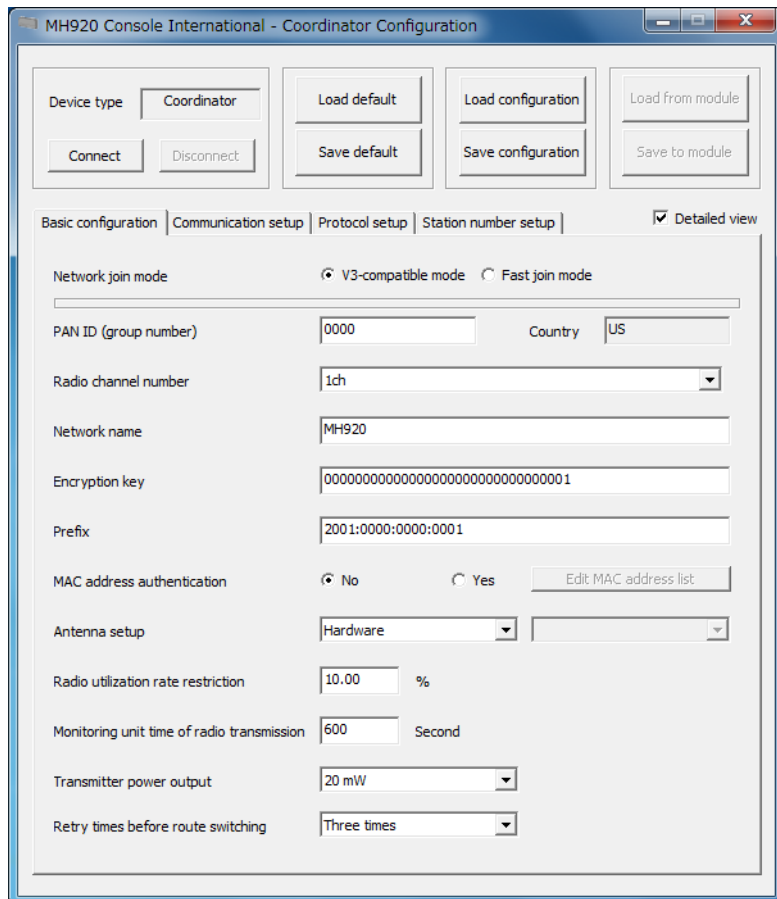 MH920 Console International - Coordinator Configuration
Device type Coordinator
Connect Disconnect
Load default
Save default
Load configuration
Save configuration
Load from module
Save to module
Basic configuration Communication setup Protocol setup Station number setup Detailed view
Network join mode V3-compatible mode Fast join mode
PAN ID (group number) 0000 Country US
Radio channel number 1ch
Network name MH920
Encryption key 00000000000000000000000000000001
Prefix 2001:0000:0000:0001
MAC address authentication No Yes Edit MAC address list
Antenna setup Hardware
Radio utilization rate restriction 10.00 %
Monitoring unit time of radio transmission 600 Second
Transmitter power output 20 mW
Retry times before route switching Three times